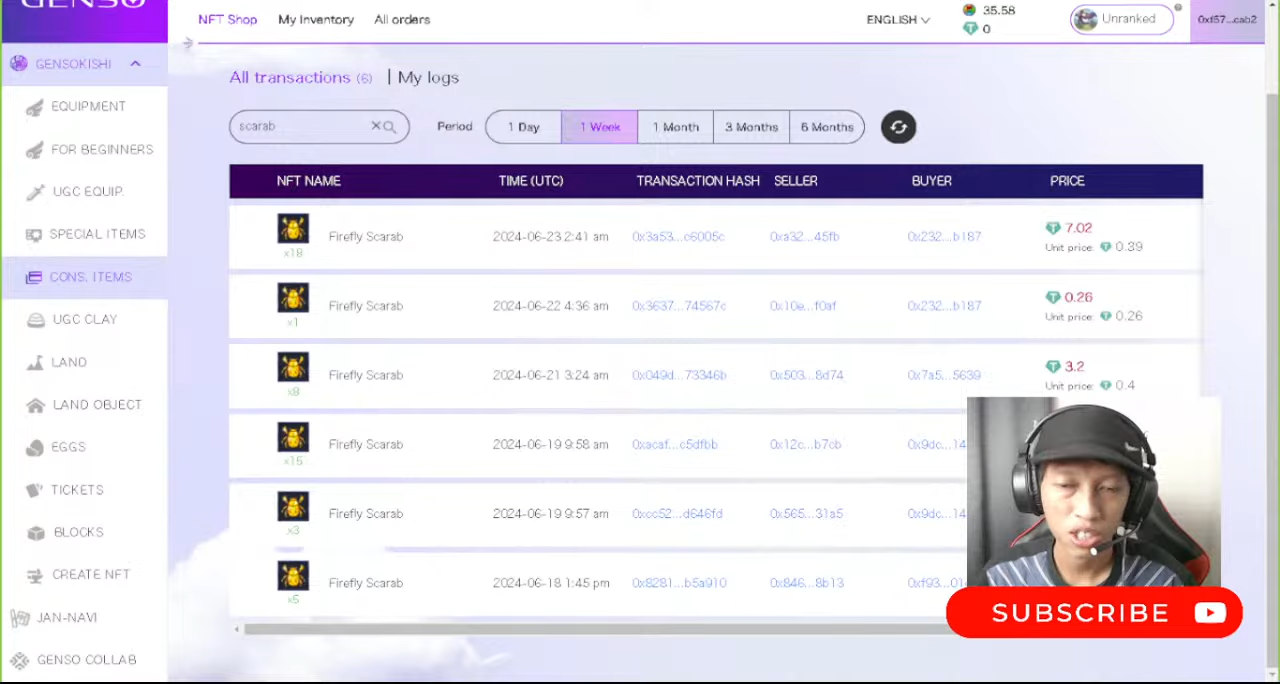 GENSO
NFT Shop My Inventory All orders
ENGLISH
35.58
0
Unranked
0xf57...cab2
GENSOKISHI
EQUIPMENT
FOR BEGINNERS
UGC EQUIP.
SPECIAL ITEMS
CONS. ITEMS
UGC CLAY
LAND
LAND OBJECT
EGGS
TICKETS
BLOCKS
CREATE NFT
JAN-NAVI
GENSO COLLAB
All transactions (6) | My logs
scarab
Period 1 Day 1 Week 1 Month 3 Months 6 Months
NFT NAME TIME (UTC) TRANSACTION HASH SELLER BUYER PRICE
x18 Firefly Scarab 2024-06-23 2:41 am 0x3a53...c6005c 0xa32...45fb 0x232...b187 7.02
Unit price: 0.39
x1 Firefly Scarab 2024-06-22 4:36 am 0x3637...74567c 0x10e...f0af 0x232...b187 0.26
Unit price: 0.26
x8 Firefly Scarab 2024-06-21 3:24 am 0x049d...73346b 0x503...8d74 0x7a5...5639 3.2
Unit price: 0.4
x15 Firefly Scarab 2024-06-19 9:58 am 0xacaf...c5dfbb 0x12c...b7cb 0x9dc...14
x3 Firefly Scarab 2024-06-19 9:57 am 0xcc52...d646fd 0x565...31a5 0x9dc...14
x5 Firefly Scarab 2024-06-18 1:45 pm 0x8281...b5a910 0x846...8b13 0xf93...01
SUBSCRIBE